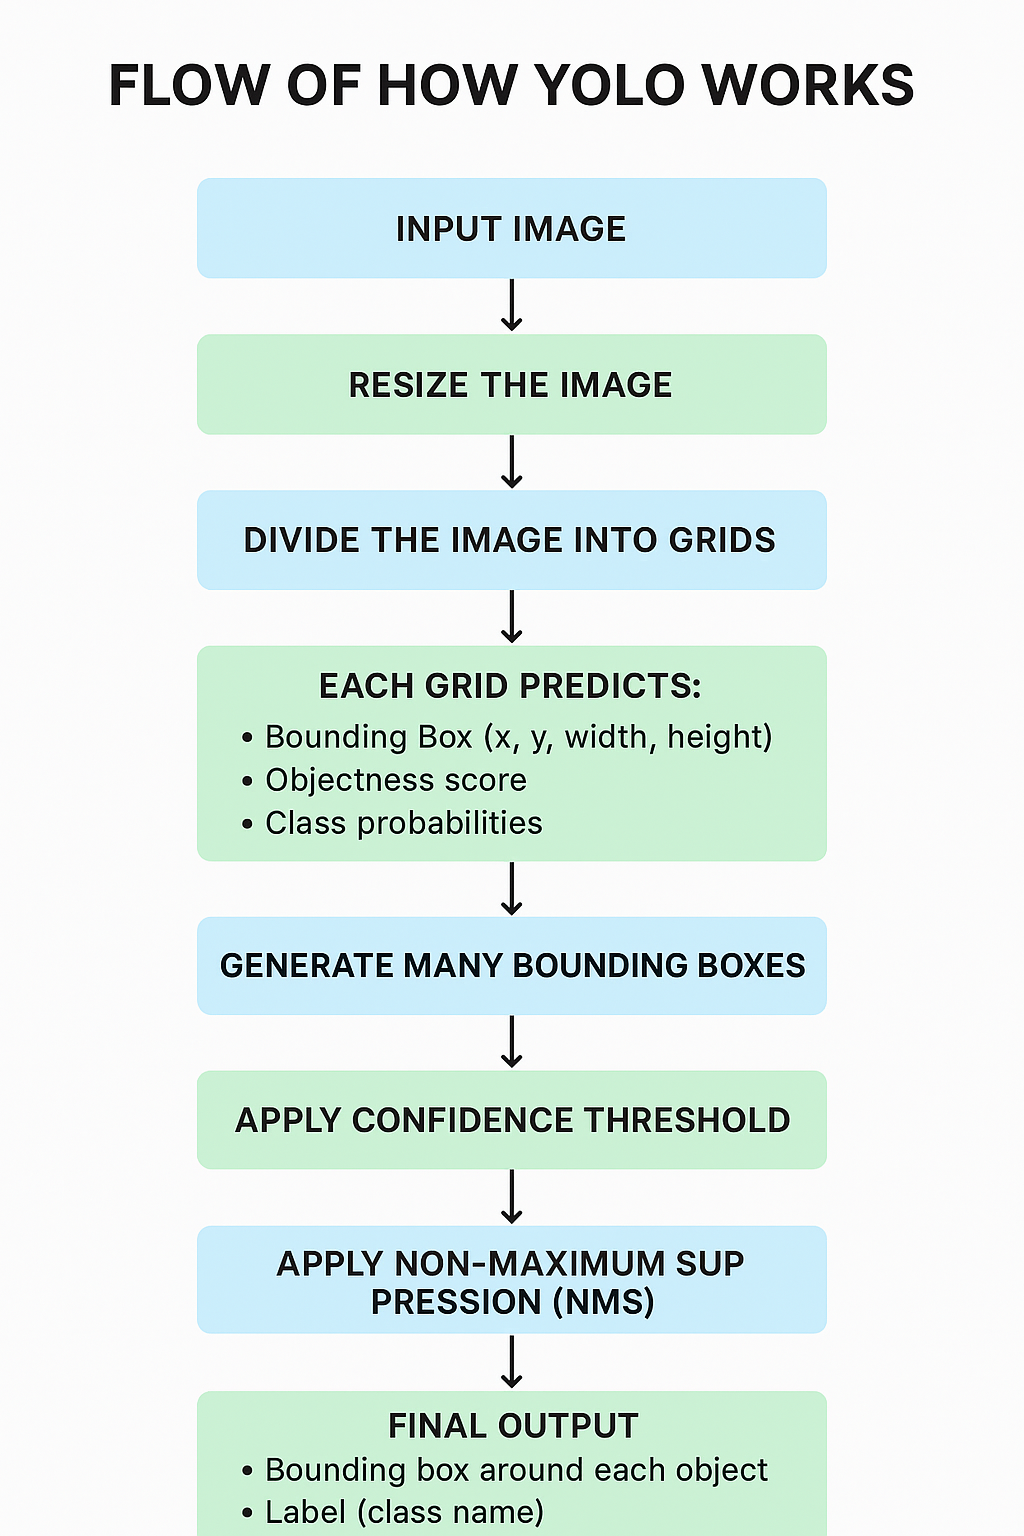 FLOW OF HOW YOLO WORKS
INPUT IMAGE
RESIZE THE IMAGE
DIVIDE THE IMAGE INTO GRIDS
EACH GRID PREDICTS:
• Bounding Box (x, y, width, height)
• Objectness score
• Class probabilities
GENERATE MANY BOUNDING BOXES
APPLY CONFIDENCE THRESHOLD
APPLY NON-MAXIMUM SUP
PRESSION (NMS)
FINAL OUTPUT
• Bounding box around each object
• Label (class name)